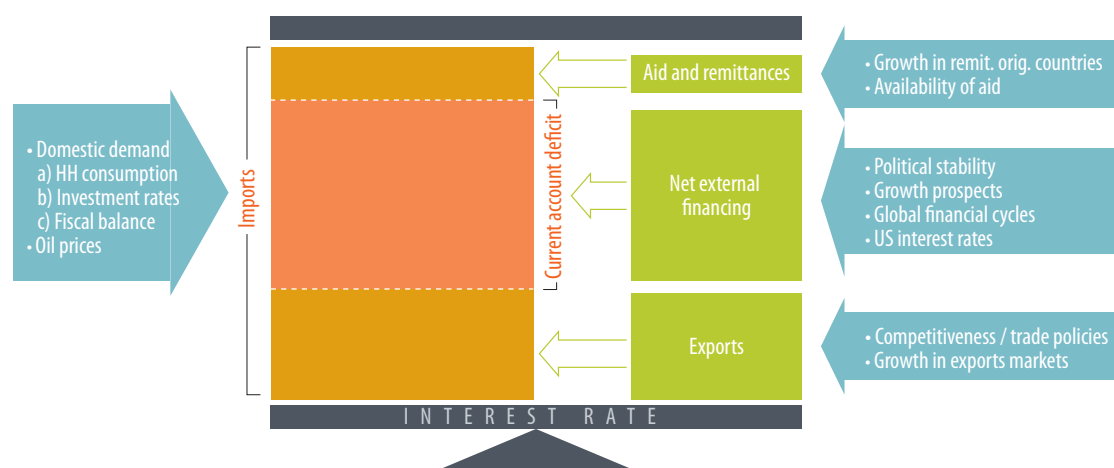 • Domestic demand
a) HH consumption
b) Investment rates
c) Fiscal balance
• Oil prices
Imports
Current account deficit
Aid and remittances
Net external
financing
Exports
• Growth in remit. orig. countries
• Availability of aid
• Political stability
• Growth prospects
• Global financial cycles
• US interest rates
• Competitiveness / trade policies
• Growth in exports markets
INTEREST RATE